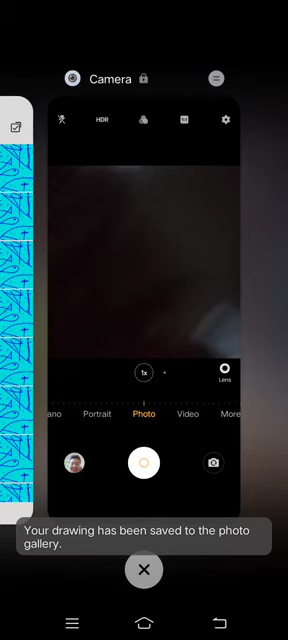 Camera
HDR
1x
Lens
ano Portrait Photo Video More
Your drawing has been saved to the photo
gallery.